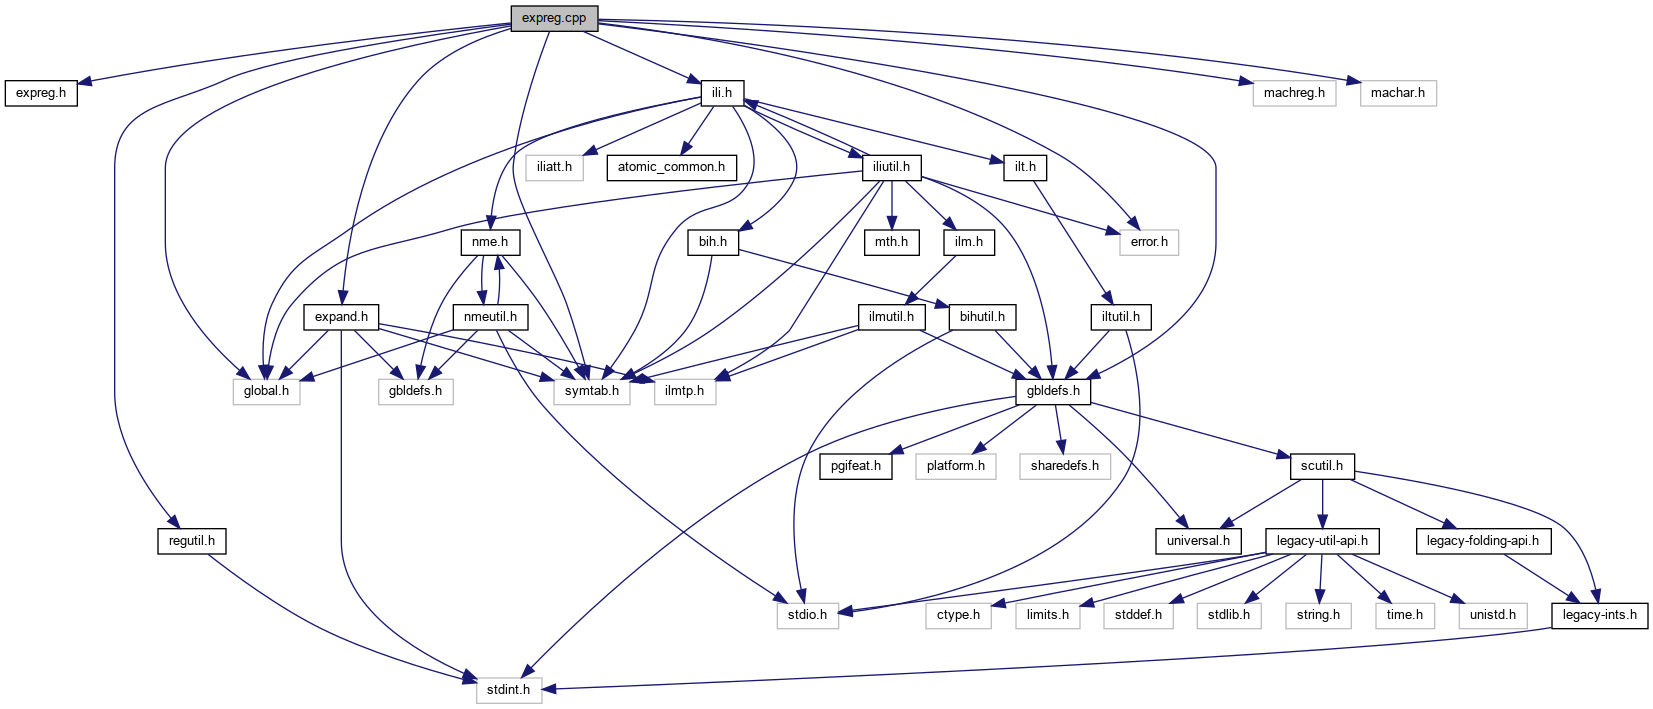 expreg.cpp
expreg.h
ili.h
machreg.h
machar.h
iliatt.h
atomic_common.h
iliutil.h
ilt.h
nme.h
bih.h
mth.h
ilm.h
error.h
expand.h
nmeutil.h
ilmutil.h
bihutil.h
iltutil.h
global.h
gbldefs.h
symtab.h
ilmtp.h
gbldefs.h
pgifeat.h
platform.h
sharedefs.h
scutil.h
regutil.h
universal.h
legacy-util-api.h
legacy-folding-api.h
stdio.h
ctype.h
limits.h
stddef.h
stdlib.h
string.h
time.h
unistd.h
legacy-ints.h
stdint.h